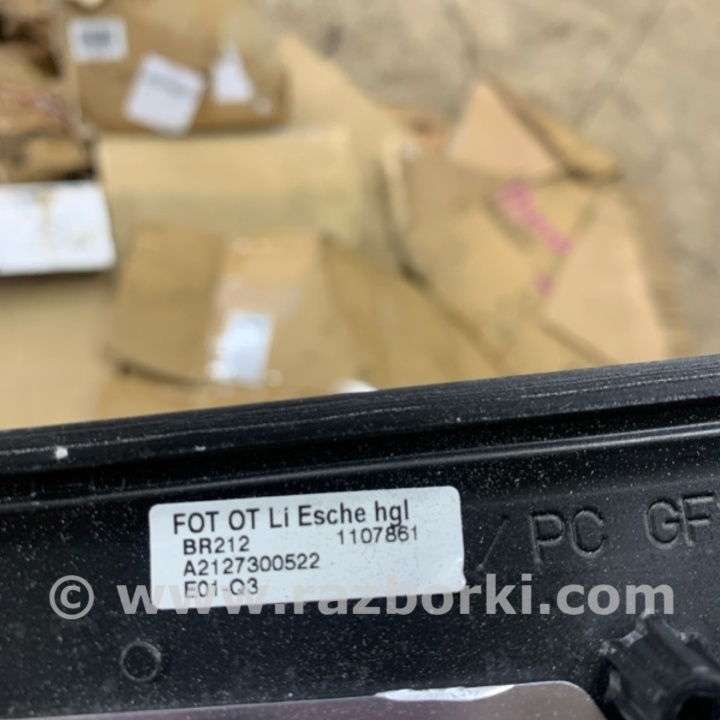 FOT OT Li Esche hgl
BR212 1107861
A2127300522
E01-Q3
/PC GF
© www.razborki.com